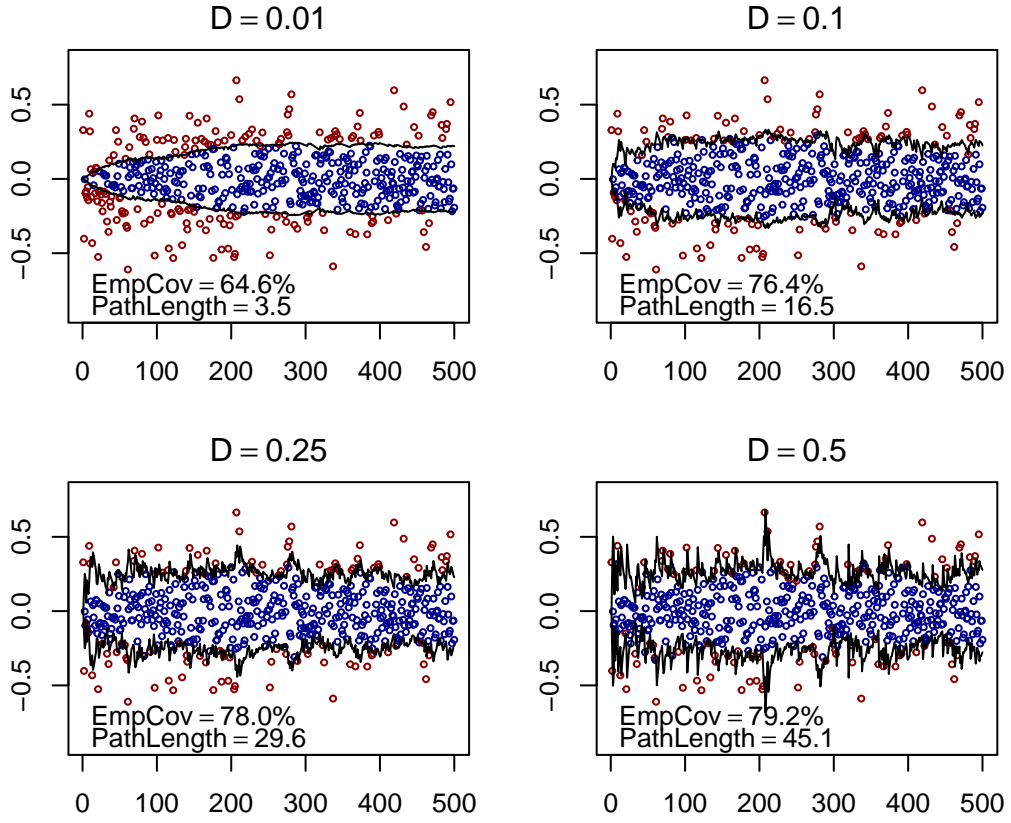 D = 0.01
0.5
0.0
−0.5
EmpCov = 64.6%
PathLength = 3.5
0 100 200 300 400 500
D = 0.1
0.5
0.0
−0.5
EmpCov = 76.4%
PathLength = 16.5
0 100 200 300 400 500
D = 0.25
0.5
0.0
−0.5
EmpCov = 78.0%
PathLength = 29.6
0 100 200 300 400 500
D = 0.5
0.5
0.0
−0.5
EmpCov = 79.2%
PathLength = 45.1
0 100 200 300 400 500